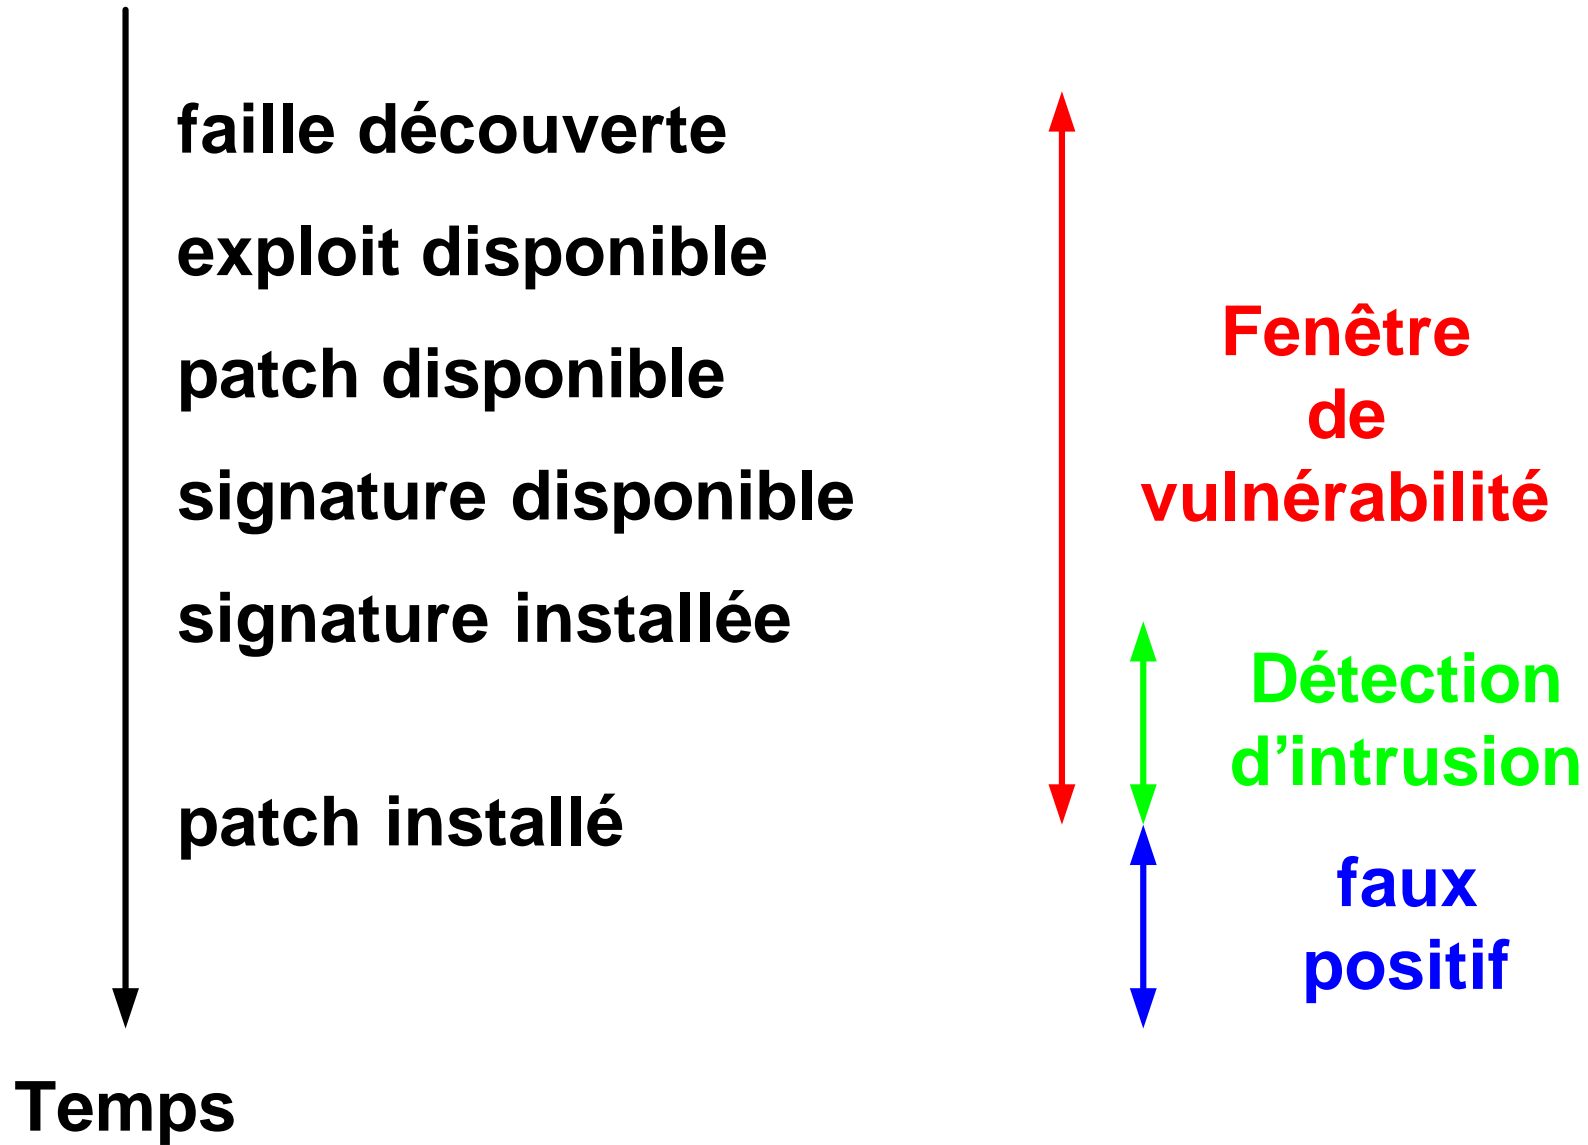 faille découverte
exploit disponible
patch disponible
signature disponible
signature installée
patch installé
Temps
Fenêtre
de
vulnérabilité
Détection
d’intrusion
faux
positif